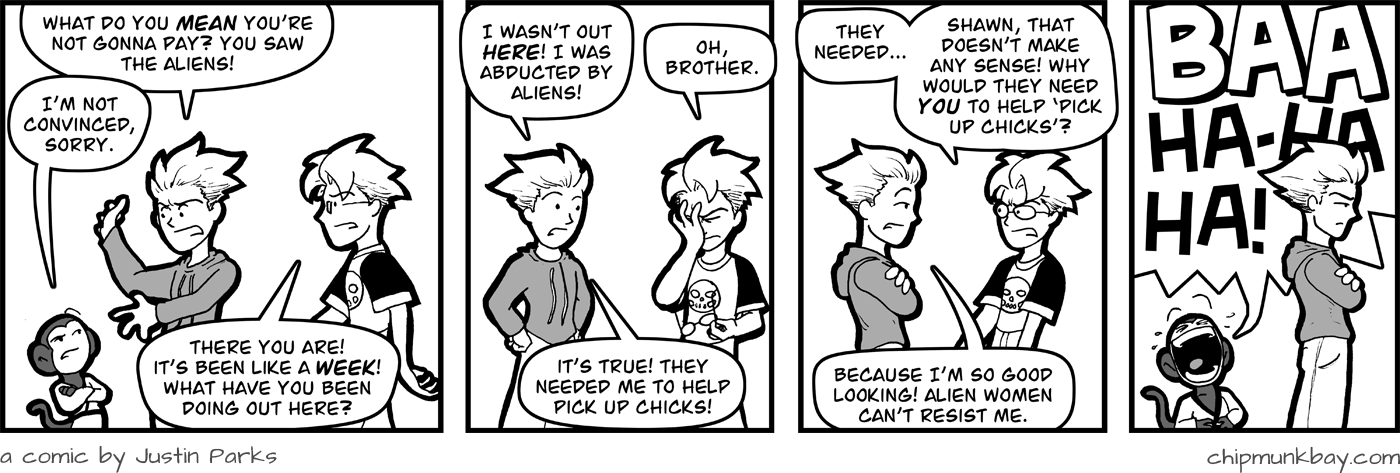 WHAT DO YOU MEAN YOU'RE
NOT GONNA PAY? YOU SAW
THE ALIENS!
I'M NOT
CONVINCED,
SORRY.
THERE YOU ARE!
IT'S BEEN LIKE A WEEK!
WHAT HAVE YOU BEEN
DOING OUT HERE?
I WASN'T OUT
HERE! I WAS
ABDUCTED BY
ALIENS!
OH,
BROTHER.
IT'S TRUE! THEY
NEEDED ME TO HELP
PICK UP CHICKS!
THEY
NEEDED...
SHAWN, THAT
DOESN'T MAKE
ANY SENSE! WHY
WOULD THEY NEED
YOU TO HELP 'PICK
UP CHICKS'?
BECAUSE I'M SO GOOD
LOOKING! ALIEN WOMEN
CAN'T RESIST ME.
BAA
HA-HA
HA!
a comic by Justin Parks
chipmunkbay.com